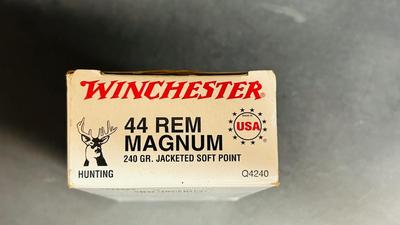 WINCHESTER
44 REM
MAGNUM
240 GR. JACKETED SOFT POINT
HUNTING
USA
Q4240